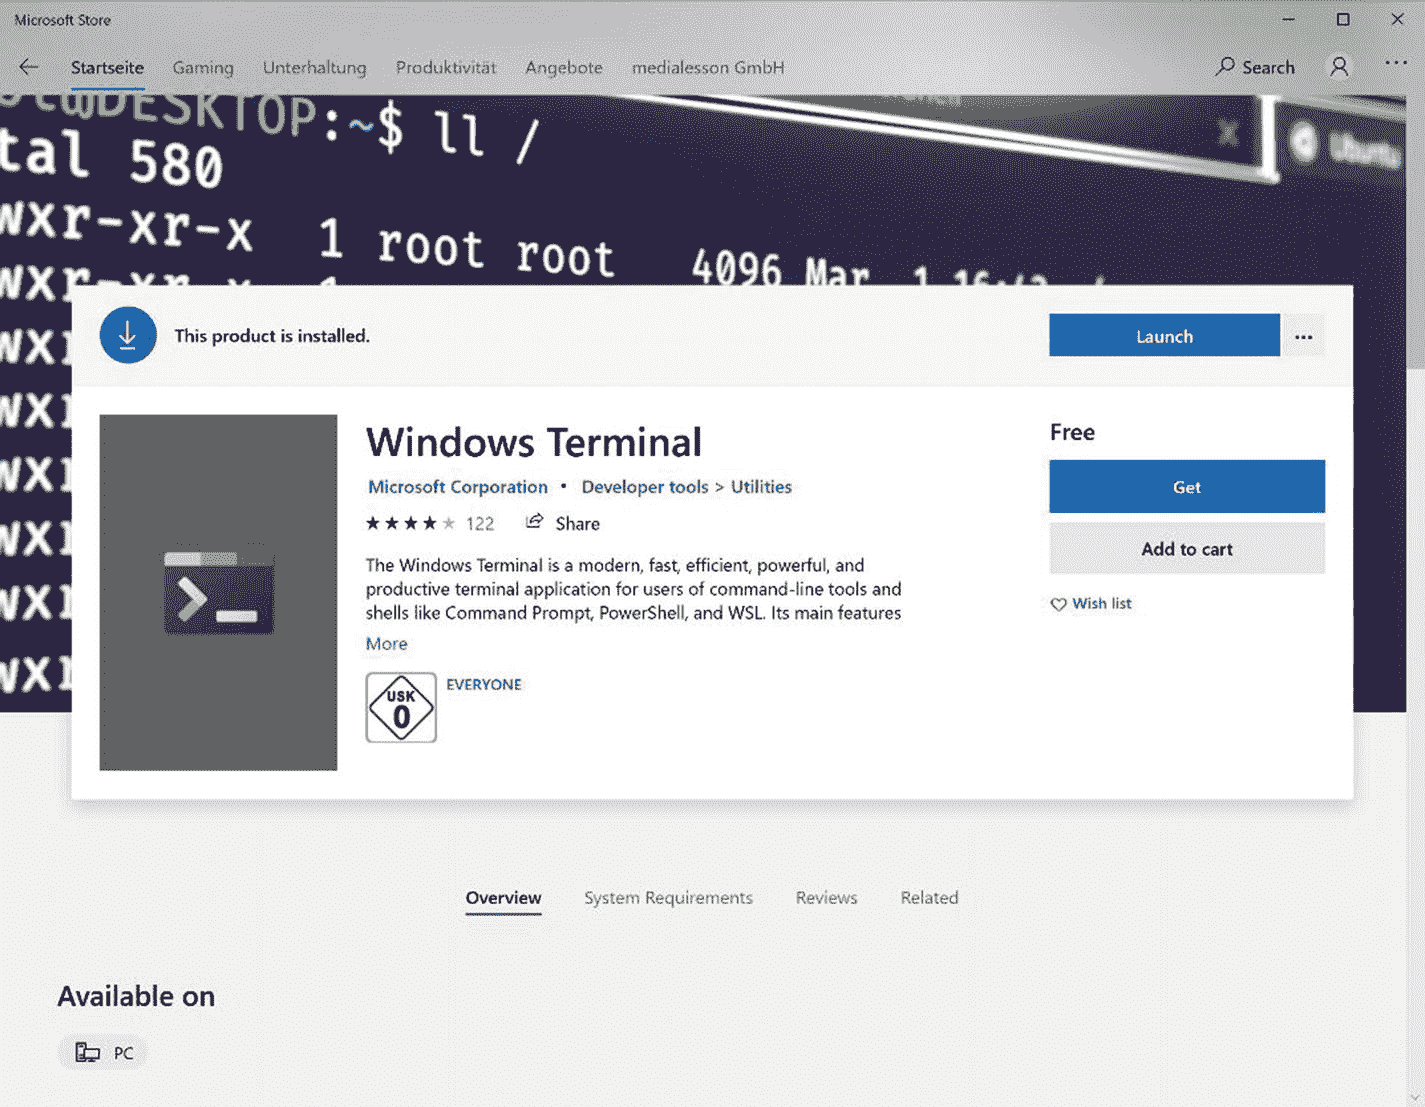 Microsoft Store
Startseite Gaming Unterhaltung Produktivität Angebote medialesson GmbH Search
@DESKTOP:~$ ll /
tal 580
wxr-xr-x 1 root root 4096 Mar 1 16:42 /
Ubuntu
This product is installed.
Launch
Windows Terminal
Free
Microsoft Corporation • Developer tools > Utilities
Get
122 Share
Add to cart
The Windows Terminal is a modern, fast, efficient, powerful, and
productive terminal application for users of command-line tools and
shells like Command Prompt, PowerShell, and WSL. Its main features
Wish list
More
USK
0
EVERYONE
Overview System Requirements Reviews Related
Available on
PC